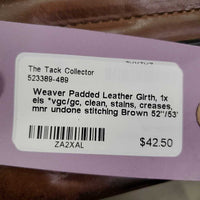 The Tack Collector
523389-489
Weaver Padded Leather Girth, 1x
els *vgc/gc, clean, stains, creases,
mnr undone stitching Brown 52"/53'
ZA2XAL
$42.50